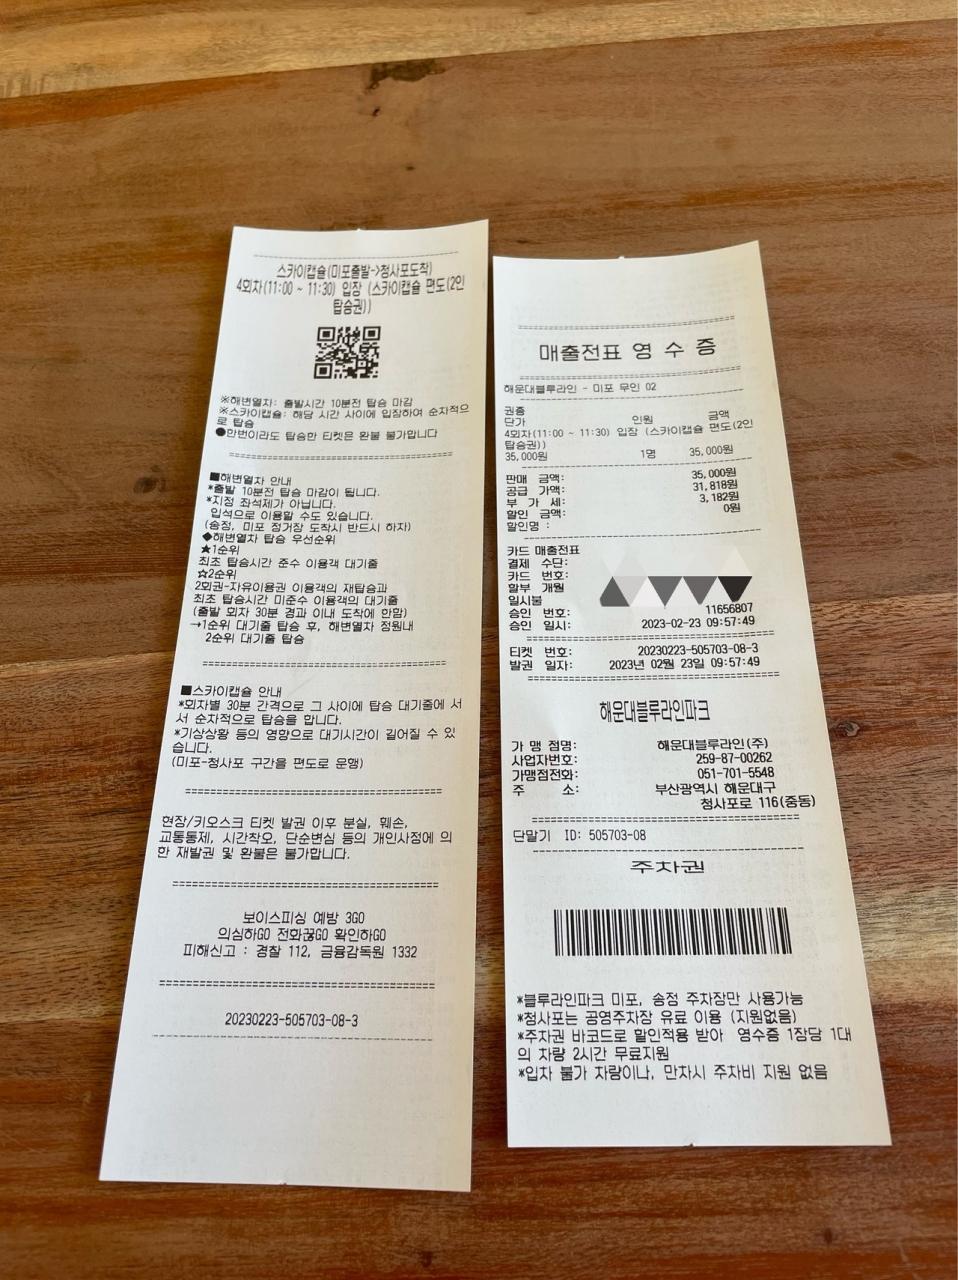 스카이캡슐(미포출발->청사포도착)
4회차(11:00 ~ 11:30) 입장 (스카이캡슐 편도(2인
탑승권))
※해변열차: 출발시간 10분전 탑승 마감
※스카이캡슐: 해당 시간 사이에 입장하여 순차적으
로 탑승
●한번이라도 탑승한 티켓은 환불 불가합니다
■해변열차 안내
*출발 10분전 탑승 마감이 됩니다.
*지정 좌석제가 아닙니다.
입석으로 이용할 수도 있습니다.
(송정, 미포 정거장 도착시 반드시 하차)
◆해변열차 탑승 우선순위
★1순위
최초 탑승시간 준수 이용객 대기줄
☆2순위
2회권-자유이용권 이용객의 재탑승과
최초 탑승시간 미준수 이용객의 대기줄
(출발 회차 30분 경과 이내 도착에 한함)
→1순위 대기줄 탑승 후, 해변열차 정원내
2순위 대기줄 탑승
■스카이캡슐 안내
*회차별 30분 간격으로 그 사이에 탑승 대기줄에 서
서 순차적으로 탑승을 합니다.
*기상상황 등의 영향으로 대기시간이 길어질 수 있
습니다.
(미포-청사포 구간을 편도로 운행)
현장/키오스크 티켓 발권 이후 분실, 훼손,
교통통제, 시간착오, 단순변심 등의 개인사정에 의
한 재발권 및 환불은 불가합니다.
보이스피싱 예방 3GO
의심하GO 전화끊GO 확인하GO
피해신고 : 경찰 112, 금융감독원 1332
20230223-505703-08-3
매출전표 영 수 증
해운대블루라인 - 미포 무인 02
권종
단가 인원 금액
4회차(11:00 ~ 11:30) 입장 (스카이캡슐 편도(2인
탑승권))
35,000원 1명 35,000원
판매 금액: 35,000원
공급 가액: 31,818원
부 가 세: 3,182원
할인 금액: 0원
할인명 :
카드 매출전표
결제 수단:
카드 번호:
할부 개월
일시불
승인 번호: 11656807
승인 일시: 2023-02-23 09:57:49
티켓 번호: 20230223-505703-08-3
발권 일자: 2023년 02월 23일 09:57:49
해운대블루라인파크
가 맹 점명: 해운대블루라인(주)
사업자번호: 259-87-00262
가맹점전화: 051-701-5548
주 소: 부산광역시 해운대구
청사포로 116(중동)
단말기 ID: 505703-08
주차권
*블루라인파크 미포, 송정 주차장만 사용가능
*청사포는 공영주차장 유료 이용 (지원없음)
*주차권 바코드로 할인적용 받아 영수증 1장당 1대
의 차량 2시간 무료지원
*입차 불가 차량이나, 만차시 주차비 지원 없음